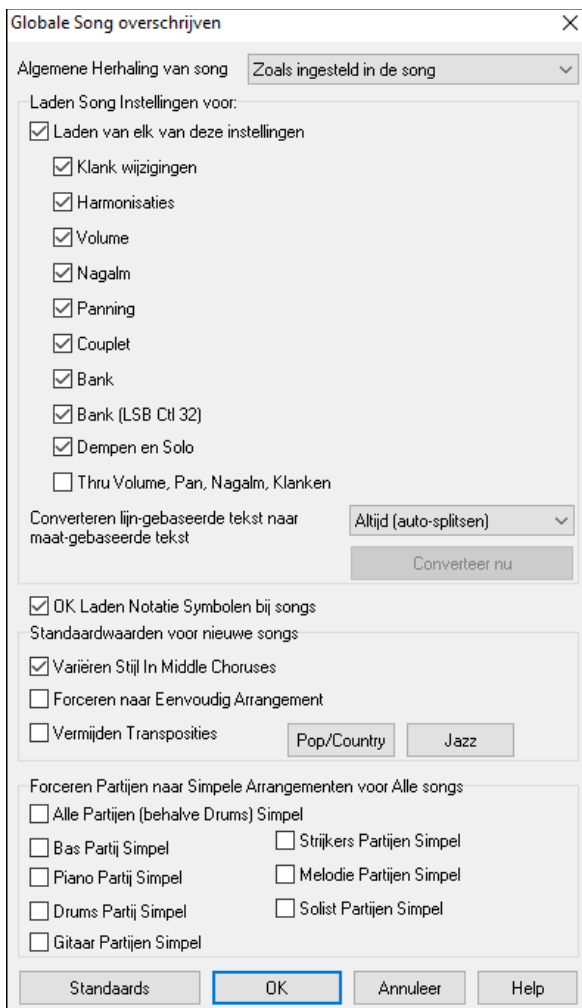 Globale Song overschrijven
Algemene Herhaling van song
Zoals ingesteld in de song
Laden Song Instellingen voor:
Laden van elk van deze instellingen
Klank wijzigingen
Harmonisaties
Volume
Nagalm
Panning
Couplet
Bank
Bank (LSB Ctl 32)
Dempen en Solo
Thru Volume, Pan, Nagalm, Klanken
Converteren lijn-gebaseerde tekst naar
maat-gebaseerde tekst
Altijd (auto-splitsen)
Converteer nu
OK Laden Notatie Symbolen bij songs
Standaardwaarden voor nieuwe songs
Variëren Stijl In Middle Choruses
Forceren naar Eenvoudig Arrangement
Vermijden Transposities
Pop/Country
Jazz
Forceren Partijen naar Simpele Arrangementen voor Alle songs
Alle Partijen (behalve Drums) Simpel
Bas Partij Simpel
Piano Partij Simpel
Drums Partij Simpel
Gitaar Partijen Simpel
Strijkers Partijen Simpel
Melodie Partijen Simpel
Solist Partijen Simpel
Standaards
OK
Annuleer
Help